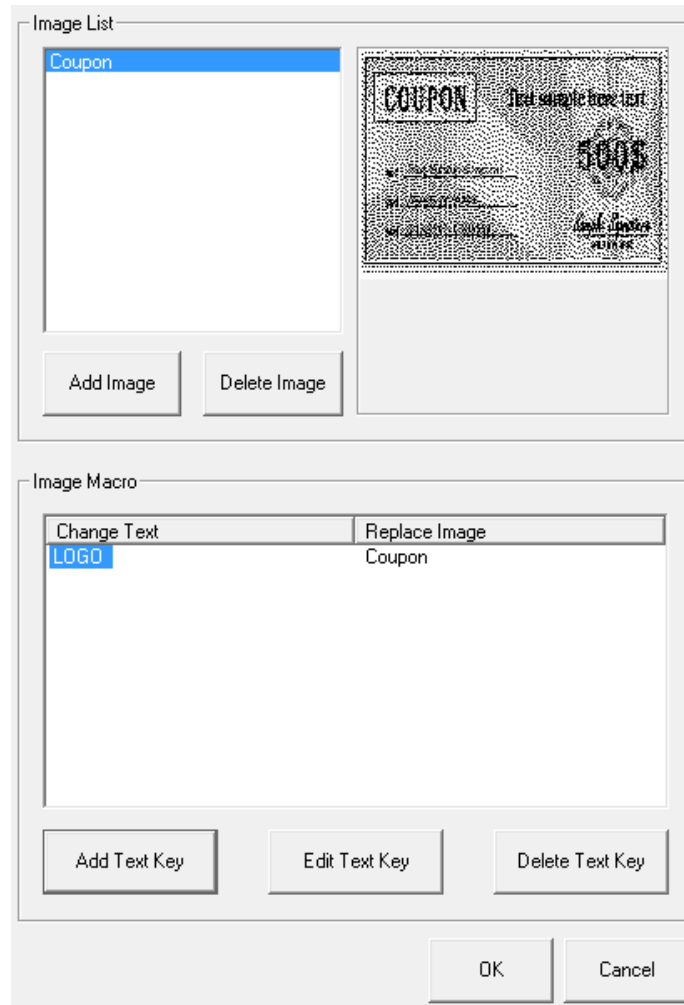 Image List
Coupon
COUPON
500$
Add Image
Delete Image
Image Macro
Change Text
Replace Image
LOGO
Coupon
Add Text Key
Edit Text Key
Delete Text Key
OK
Cancel